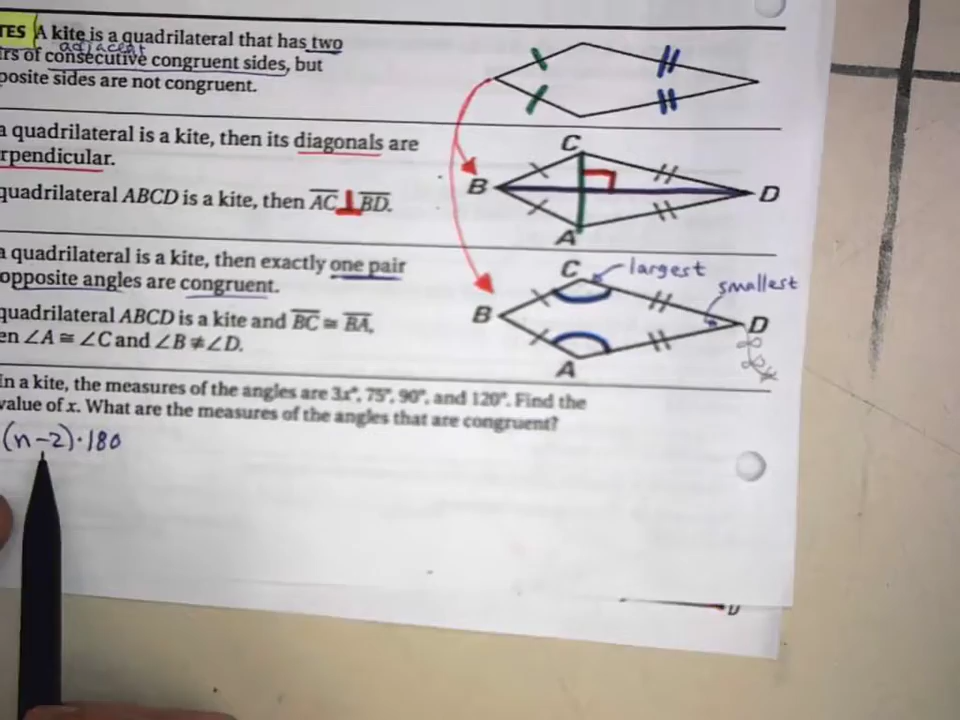 TES A kite is a quadrilateral that has two
adjacent
rs of consecutive congruent sides, but
posite sides are not congruent.
a quadrilateral is a kite, then its diagonals are
rpendicular.
quadrilateral ABCD is a kite, then AC ⊥ BD.
C
B
D
A
a quadrilateral is a kite, then exactly one pair
opposite angles are congruent.
quadrilateral ABCD is a kite and BC ≅ BA,
en ∠A ≅ ∠C and ∠B ≇ ∠D.
C
largest
smallest
B
D
A
In a kite, the measures of the angles are 3x°, 75°, 90°, and 120°. Find the
value of x. What are the measures of the angles that are congruent?
(n-2)·180